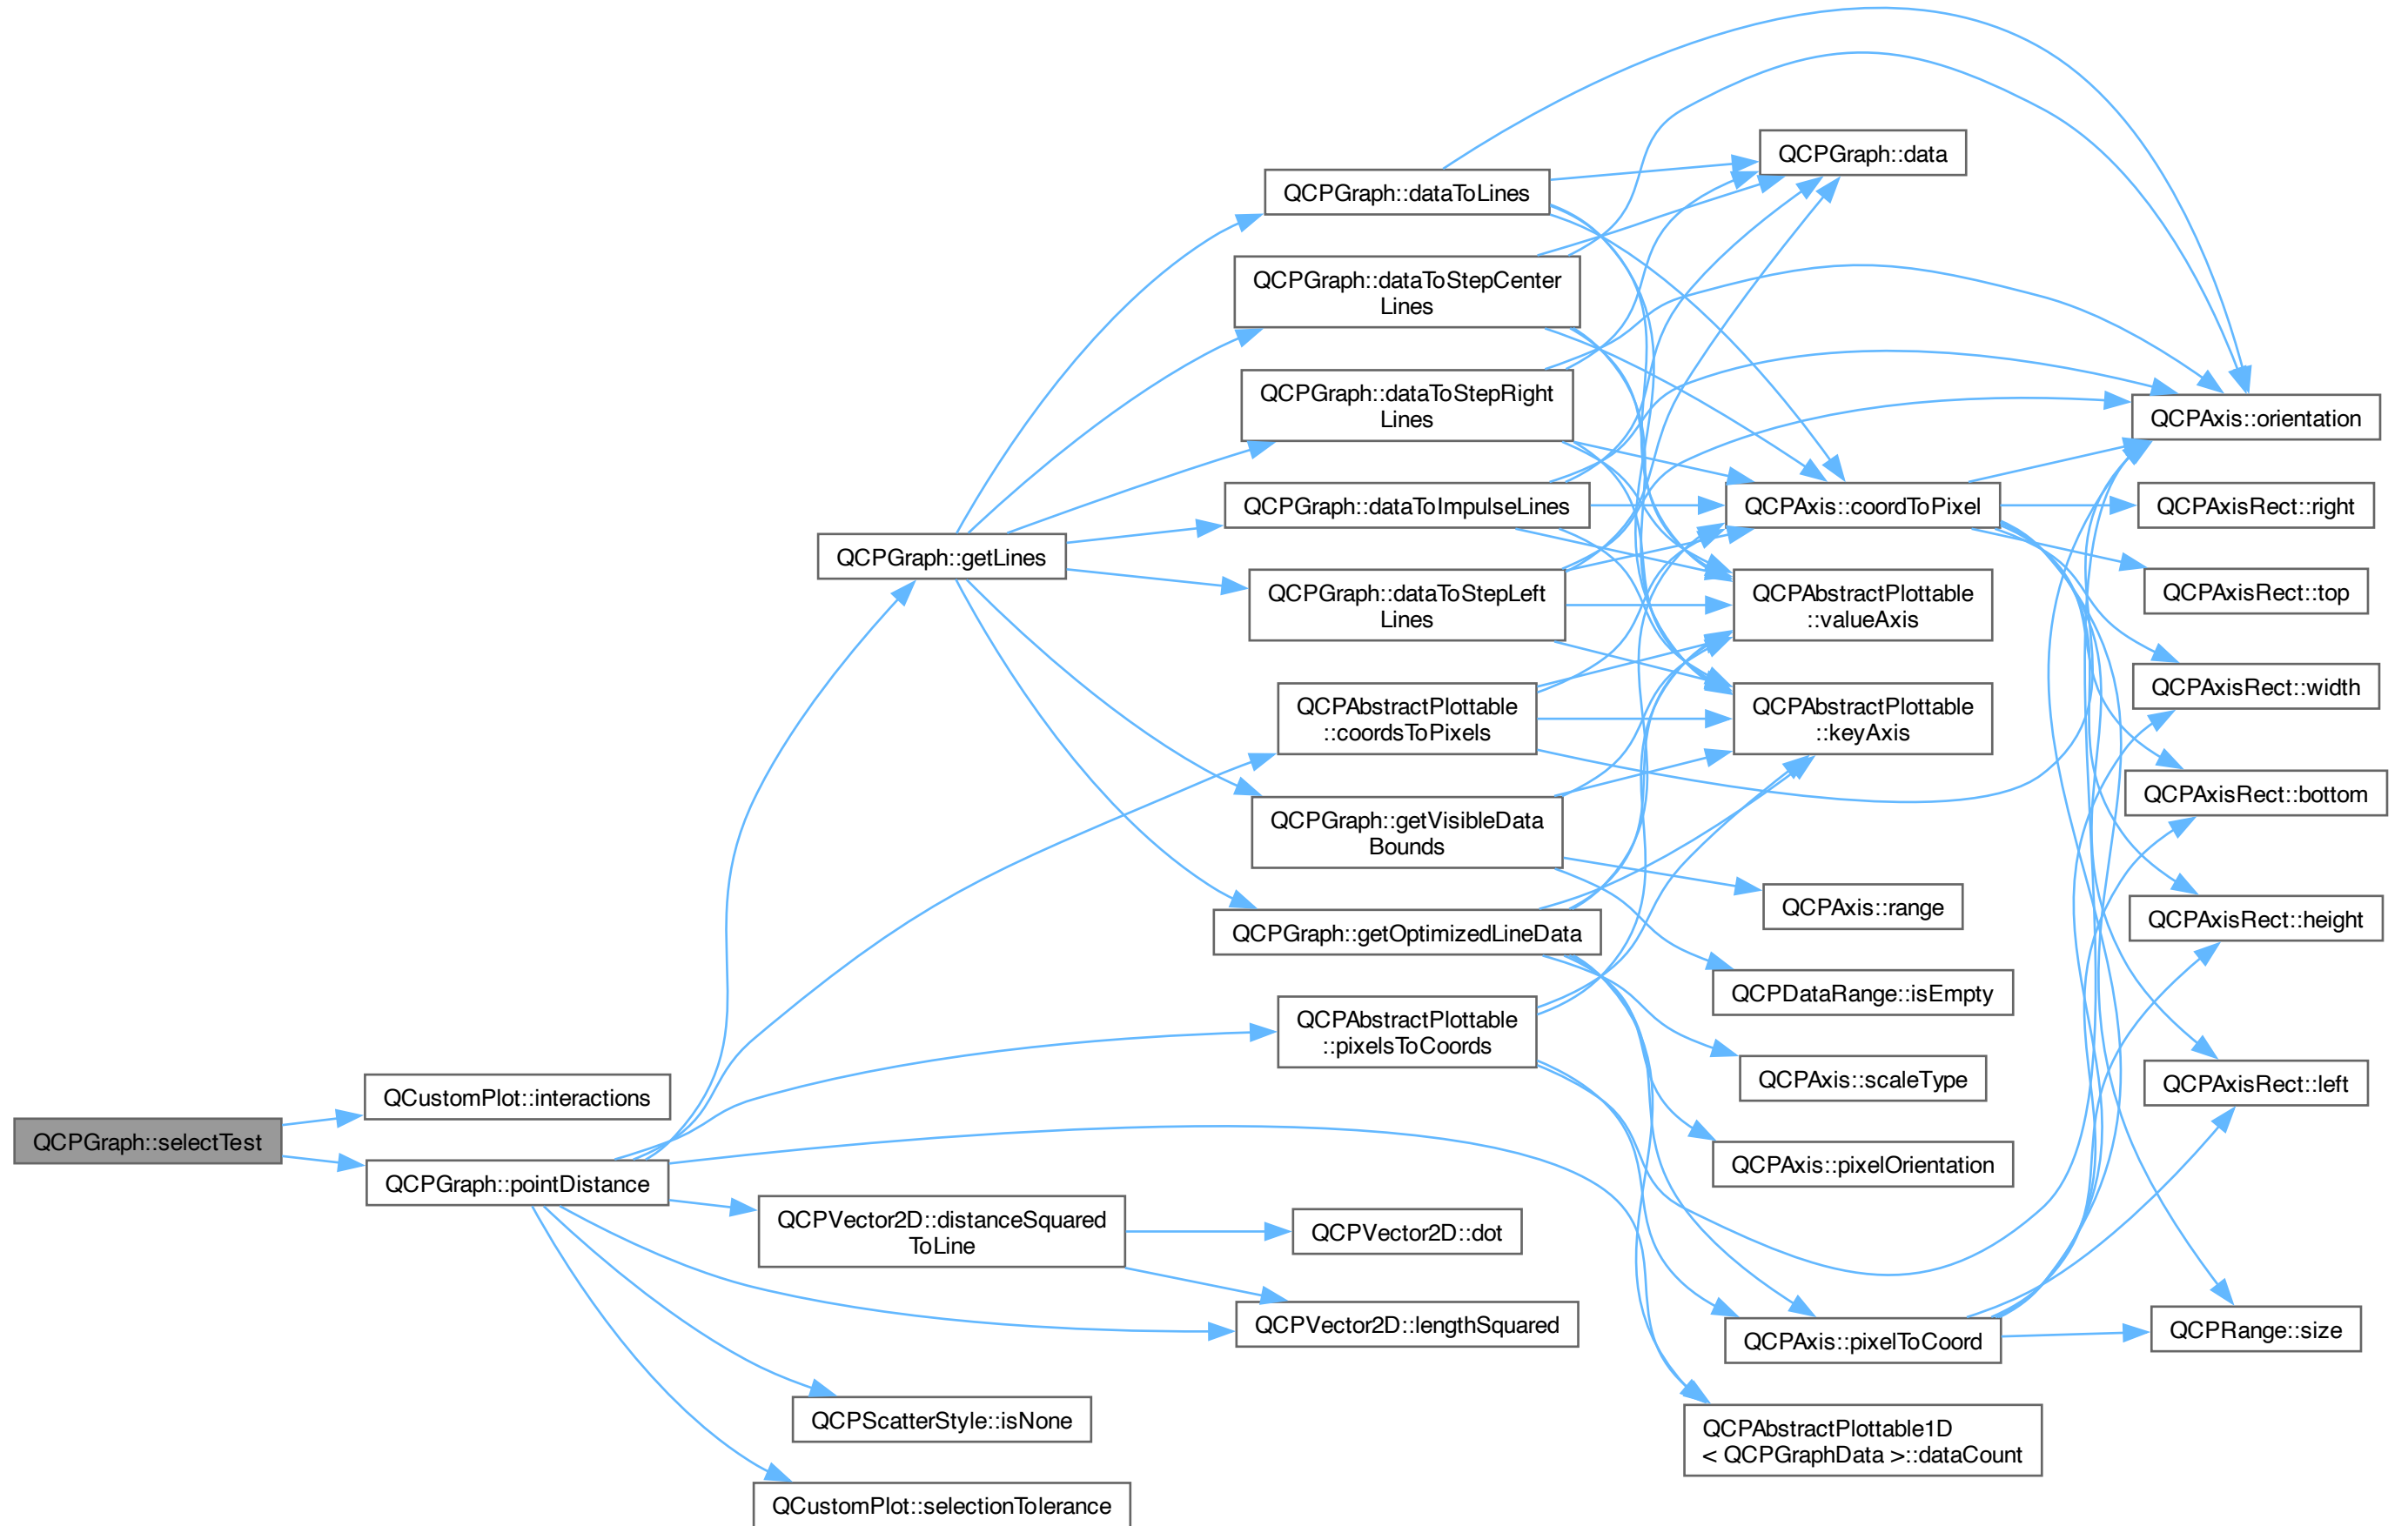 QCPGraph::selectTest
QCustomPlot::interactions
QCPGraph::pointDistance
QCPGraph::getLines
QCPVector2D::distanceSquared
ToLine
QCPScatterStyle::isNone
QCustomPlot::selectionTolerance
QCPGraph::dataToLines
QCPGraph::dataToStepCenter
Lines
QCPGraph::dataToStepRight
Lines
QCPGraph::dataToImpulseLines
QCPGraph::dataToStepLeft
Lines
QCPAbstractPlottable
::coordsToPixels
QCPGraph::getVisibleData
Bounds
QCPGraph::getOptimizedLineData
QCPAbstractPlottable
::pixelsToCoords
QCPVector2D::dot
QCPVector2D::lengthSquared
QCPGraph::data
QCPAxis::coordToPixel
QCPAbstractPlottable
::valueAxis
QCPAbstractPlottable
::keyAxis
QCPAxis::range
QCPDataRange::isEmpty
QCPAxis::scaleType
QCPAxis::pixelOrientation
QCPAxis::pixelToCoord
QCPAbstractPlottable1D
< QCPGraphData >::dataCount
QCPAxis::orientation
QCPAxisRect::right
QCPAxisRect::top
QCPAxisRect::width
QCPAxisRect::bottom
QCPAxisRect::height
QCPAxisRect::left
QCPRange::size